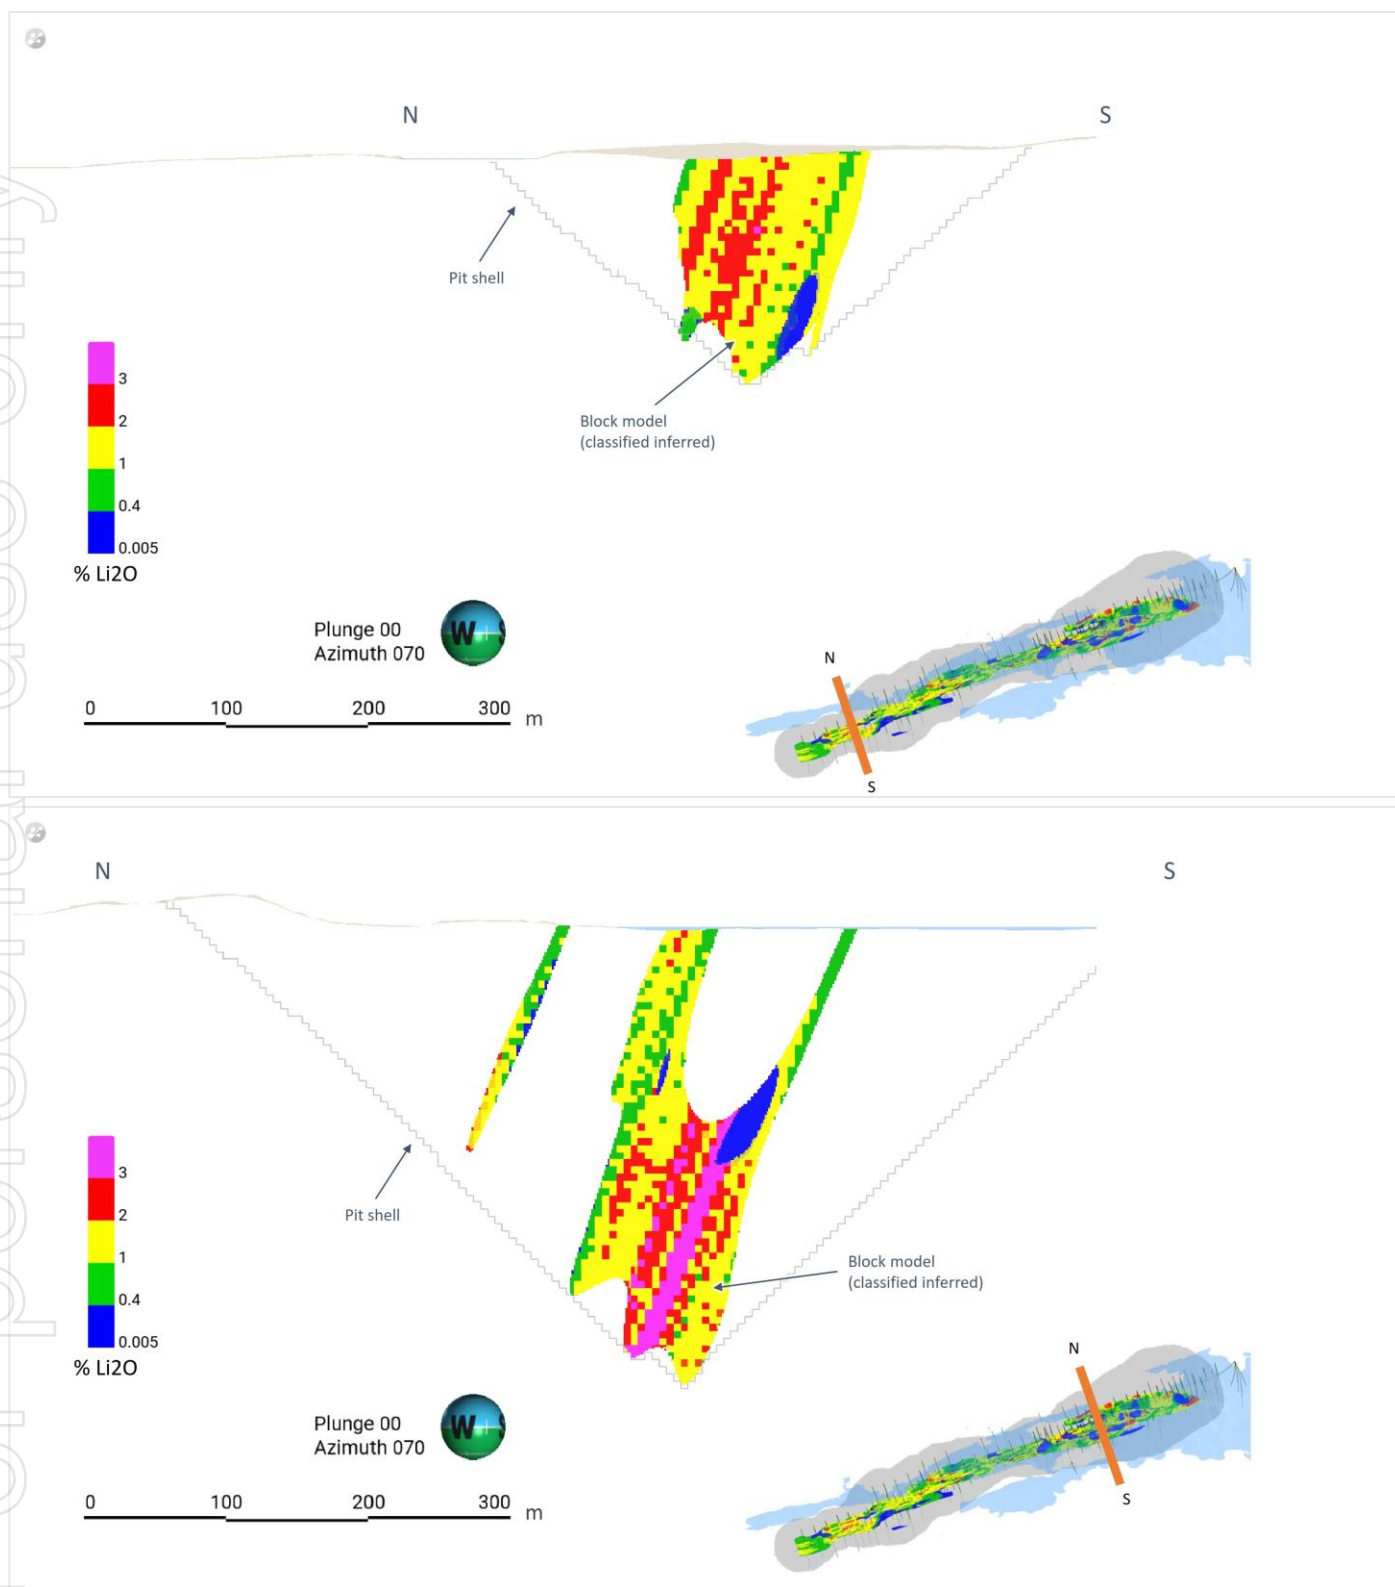 N
S
Pit shell
Block model
(classified inferred)
3
2
1
0.4
0.005
% Li2O
Plunge 00
Azimuth 070
W
0 100 200 300 m
N
S
N
S
Pit shell
Block model
(classified inferred)
3
2
1
0.4
0.005
% Li2O
Plunge 00
Azimuth 070
W
0 100 200 300 m
N
S